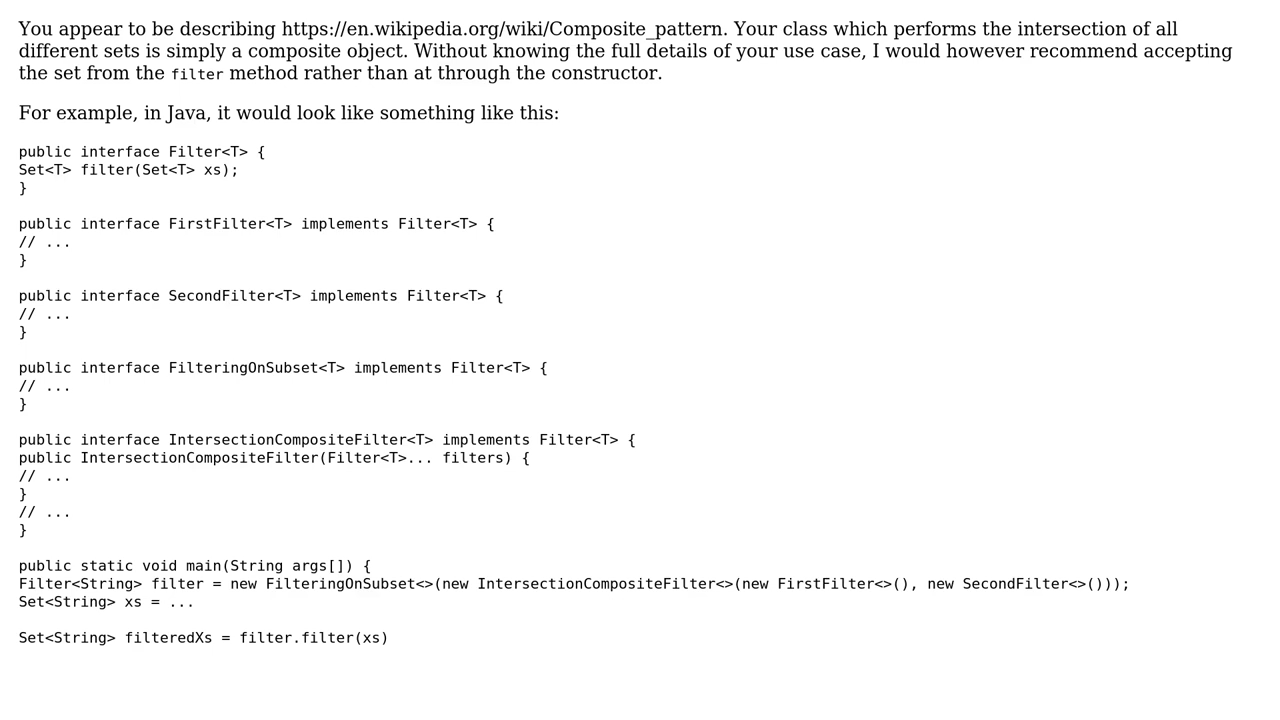 You appear to be describing https://en.wikipedia.org/wiki/Composite_pattern. Your class which performs the intersection of all
different sets is simply a composite object. Without knowing the full details of your use case, I would however recommend accepting
the set from the filter method rather than at through the constructor.
For example, in Java, it would look like something like this:
public interface Filter<T> {
Set<T> filter(Set<T> xs);
}
public interface FirstFilter<T> implements Filter<T> {
// ...
}
public interface SecondFilter<T> implements Filter<T> {
// ...
}
public interface FilteringOnSubset<T> implements Filter<T> {
// ...
}
public interface IntersectionCompositeFilter<T> implements Filter<T> {
public IntersectionCompositeFilter(Filter<T>... filters) {
// ...
}
// ...
}
public static void main(String args[]) {
Filter<String> filter = new FilteringOnSubset<>(new IntersectionCompositeFilter<>(new FirstFilter<>(), new SecondFilter<>()));
Set<String> xs = ...
Set<String> filteredXs = filter.filter(xs)